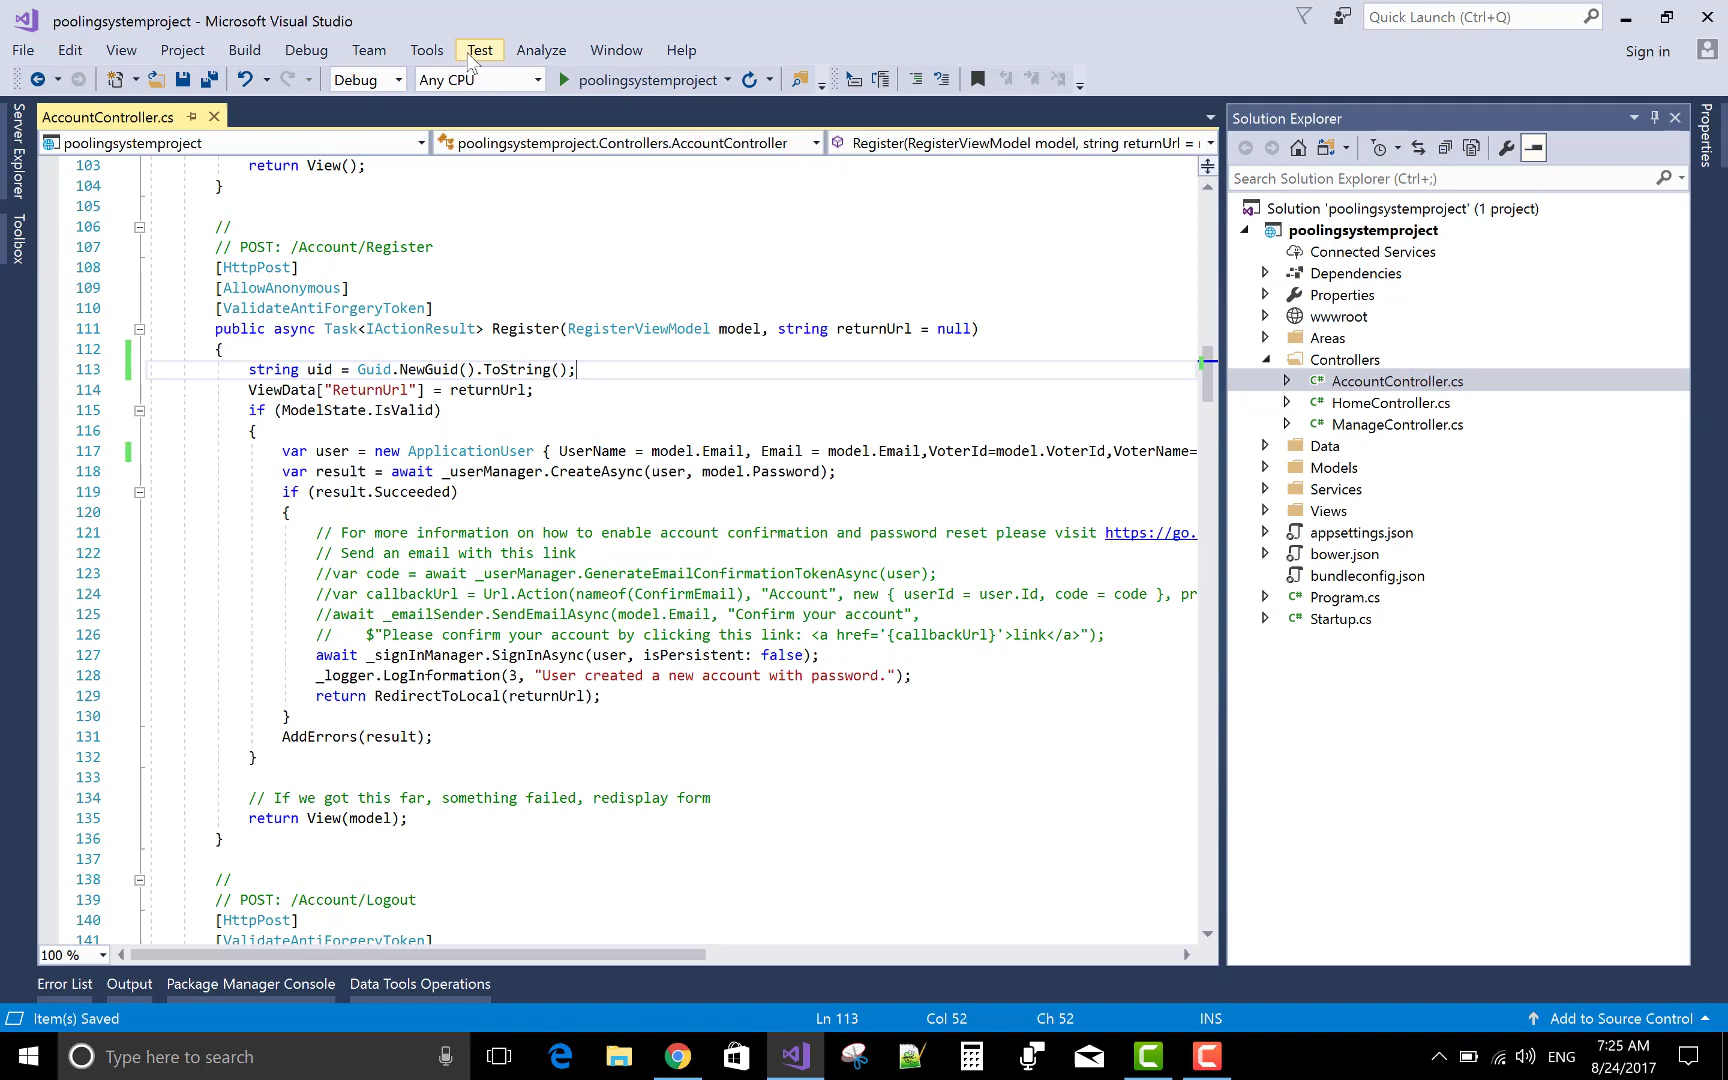 poolingsystemproject - Microsoft Visual Studio
Quick Launch (Ctrl+Q)
File Edit View Project Build Debug Team Tools Test Analyze Window Help
Sign in
Debug Any CPU poolingsystemproject
Server Explorer
Toolbox
AccountController.cs
poolingsystemproject poolingsystemproject.Controllers.AccountController Register(RegisterViewModel model, string returnUrl =
103 return View();
104 }
105
106 //
107 // POST: /Account/Register
108 [HttpPost]
109 [AllowAnonymous]
110 [ValidateAntiForgeryToken]
111 public async Task<IActionResult> Register(RegisterViewModel model, string returnUrl = null)
112 {
113 string uid = Guid.NewGuid().ToString();
114 ViewData["ReturnUrl"] = returnUrl;
115 if (ModelState.IsValid)
116 {
117 var user = new ApplicationUser { UserName = model.Email, Email = model.Email,VoterId=model.VoterId,VoterName=
118 var result = await _userManager.CreateAsync(user, model.Password);
119 if (result.Succeeded)
120 {
121 // For more information on how to enable account confirmation and password reset please visit https://go.
122 // Send an email with this link
123 //var code = await _userManager.GenerateEmailConfirmationTokenAsync(user);
124 //var callbackUrl = Url.Action(nameof(ConfirmEmail), "Account", new { userId = user.Id, code = code }, pr
125 //await _emailSender.SendEmailAsync(model.Email, "Confirm your account",
126 // $"Please confirm your account by clicking this link: <a href='{callbackUrl}'>link</a>");
127 await _signInManager.SignInAsync(user, isPersistent: false);
128 _logger.LogInformation(3, "User created a new account with password.");
129 return RedirectToLocal(returnUrl);
130 }
131 AddErrors(result);
132 }
133
134 // If we got this far, something failed, redisplay form
135 return View(model);
136 }
137
138 //
139 // POST: /Account/Logout
140 [HttpPost]
141 [ValidateAntiForgeryToken]
100 %
Solution Explorer
Search Solution Explorer (Ctrl+;)
Solution 'poolingsystemproject' (1 project)
poolingsystemproject
Connected Services
Dependencies
Properties
wwwroot
Areas
Controllers
C# AccountController.cs
C# HomeController.cs
C# ManageController.cs
Data
Models
Services
Views
appsettings.json
bower.json
bundleconfig.json
C# Program.cs
C# Startup.cs
Properties
Error List Output Package Manager Console Data Tools Operations
Item(s) Saved Ln 113 Col 52 Ch 52 INS Add to Source Control
Type here to search
ENG
7:25 AM
8/24/2017